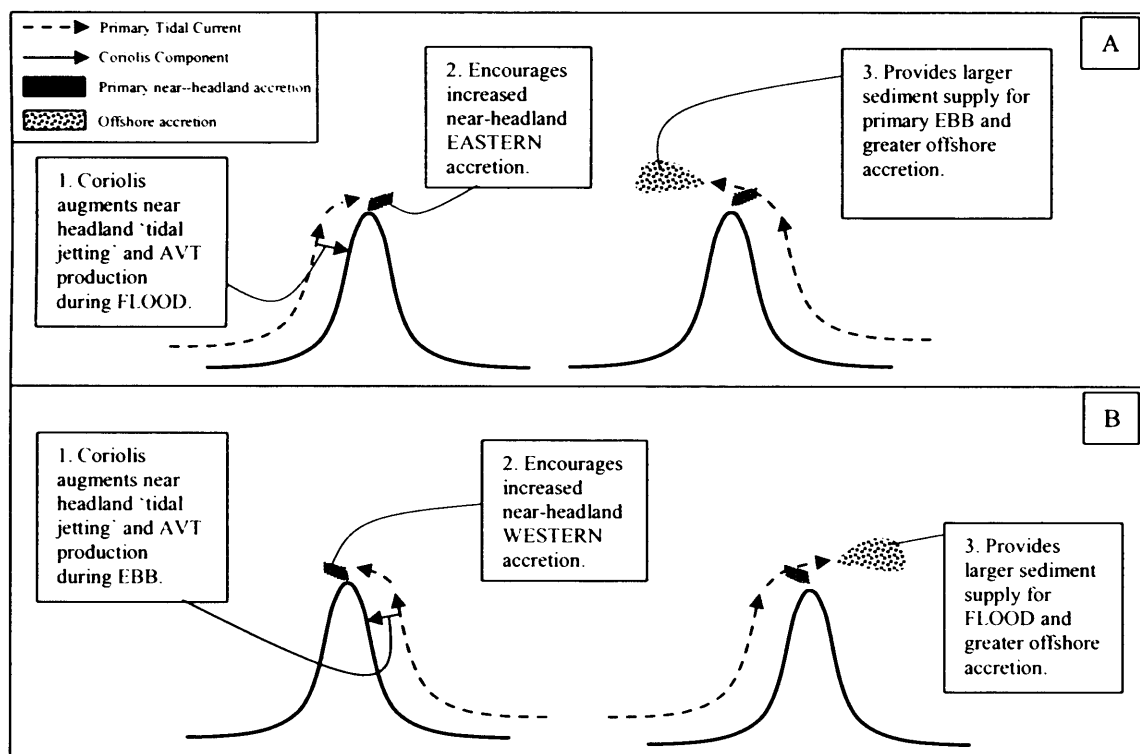 Primary Tidal Current
Coriolis Component
Primary near--headland accretion
Offshore accretion
A
1. Coriolis
augments near
headland `tidal
jetting` and AVT
production
during FLOOD.
2. Encourages
increased
near-headland
EASTERN
accretion.
3. Provides larger
sediment supply for
primary EBB and
greater offshore
accretion.
B
1. Coriolis
augments near
headland `tidal
jetting` and AVT
production
during EBB.
2. Encourages
increased
near-headland
WESTERN
accretion.
3. Provides
larger sediment
supply for
FLOOD and
greater offshore
accretion.